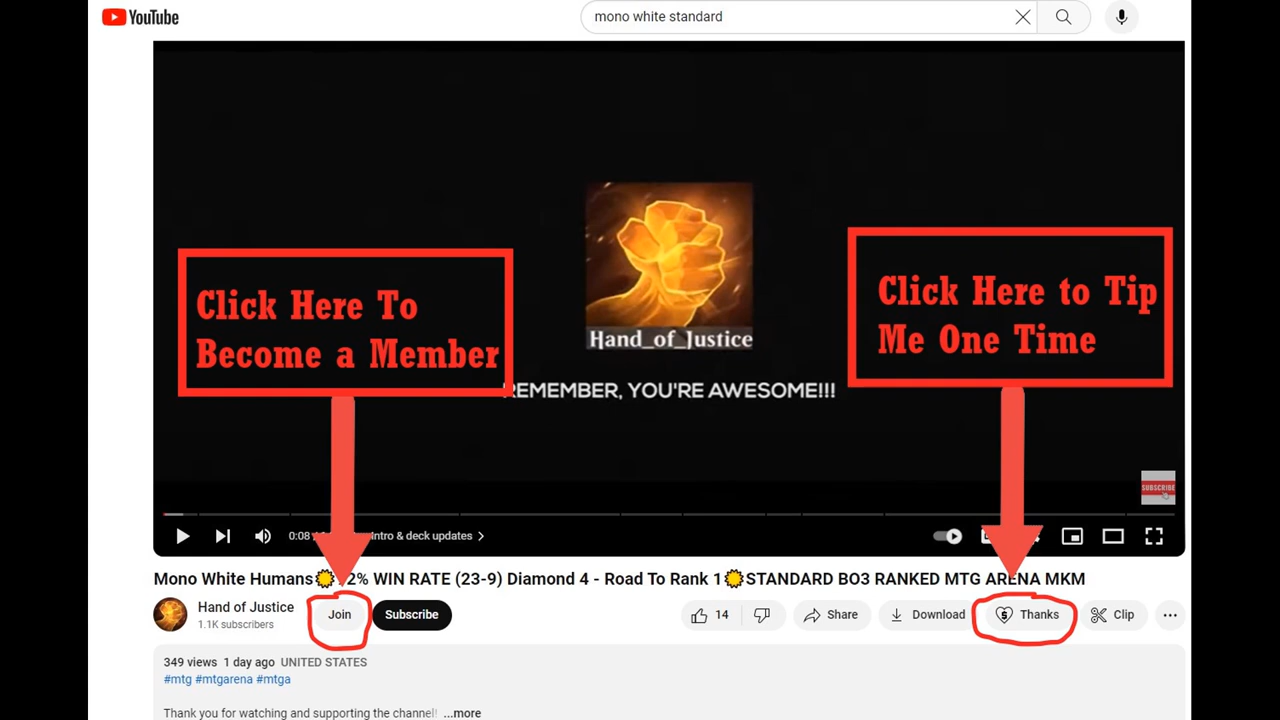 YouTube
mono white standard
Click Here To
Become a Member
Click Here to Tip
Me One Time
Hand_of_Justice
REMEMBER, YOU'RE AWESOME!!!
SUBSCRIBE
0:08
Intro & deck updates
Mono White Humans 2% WIN RATE (23-9) Diamond 4 - Road To Rank 1 STANDARD BO3 RANKED MTG ARENA MKM
Hand of Justice
1.1K subscribers
Join
Subscribe
14
Share
Download
Thanks
Clip
349 views 1 day ago UNITED STATES
#mtg #mtgarena #mtga
Thank you for watching and supporting the channel! ...more